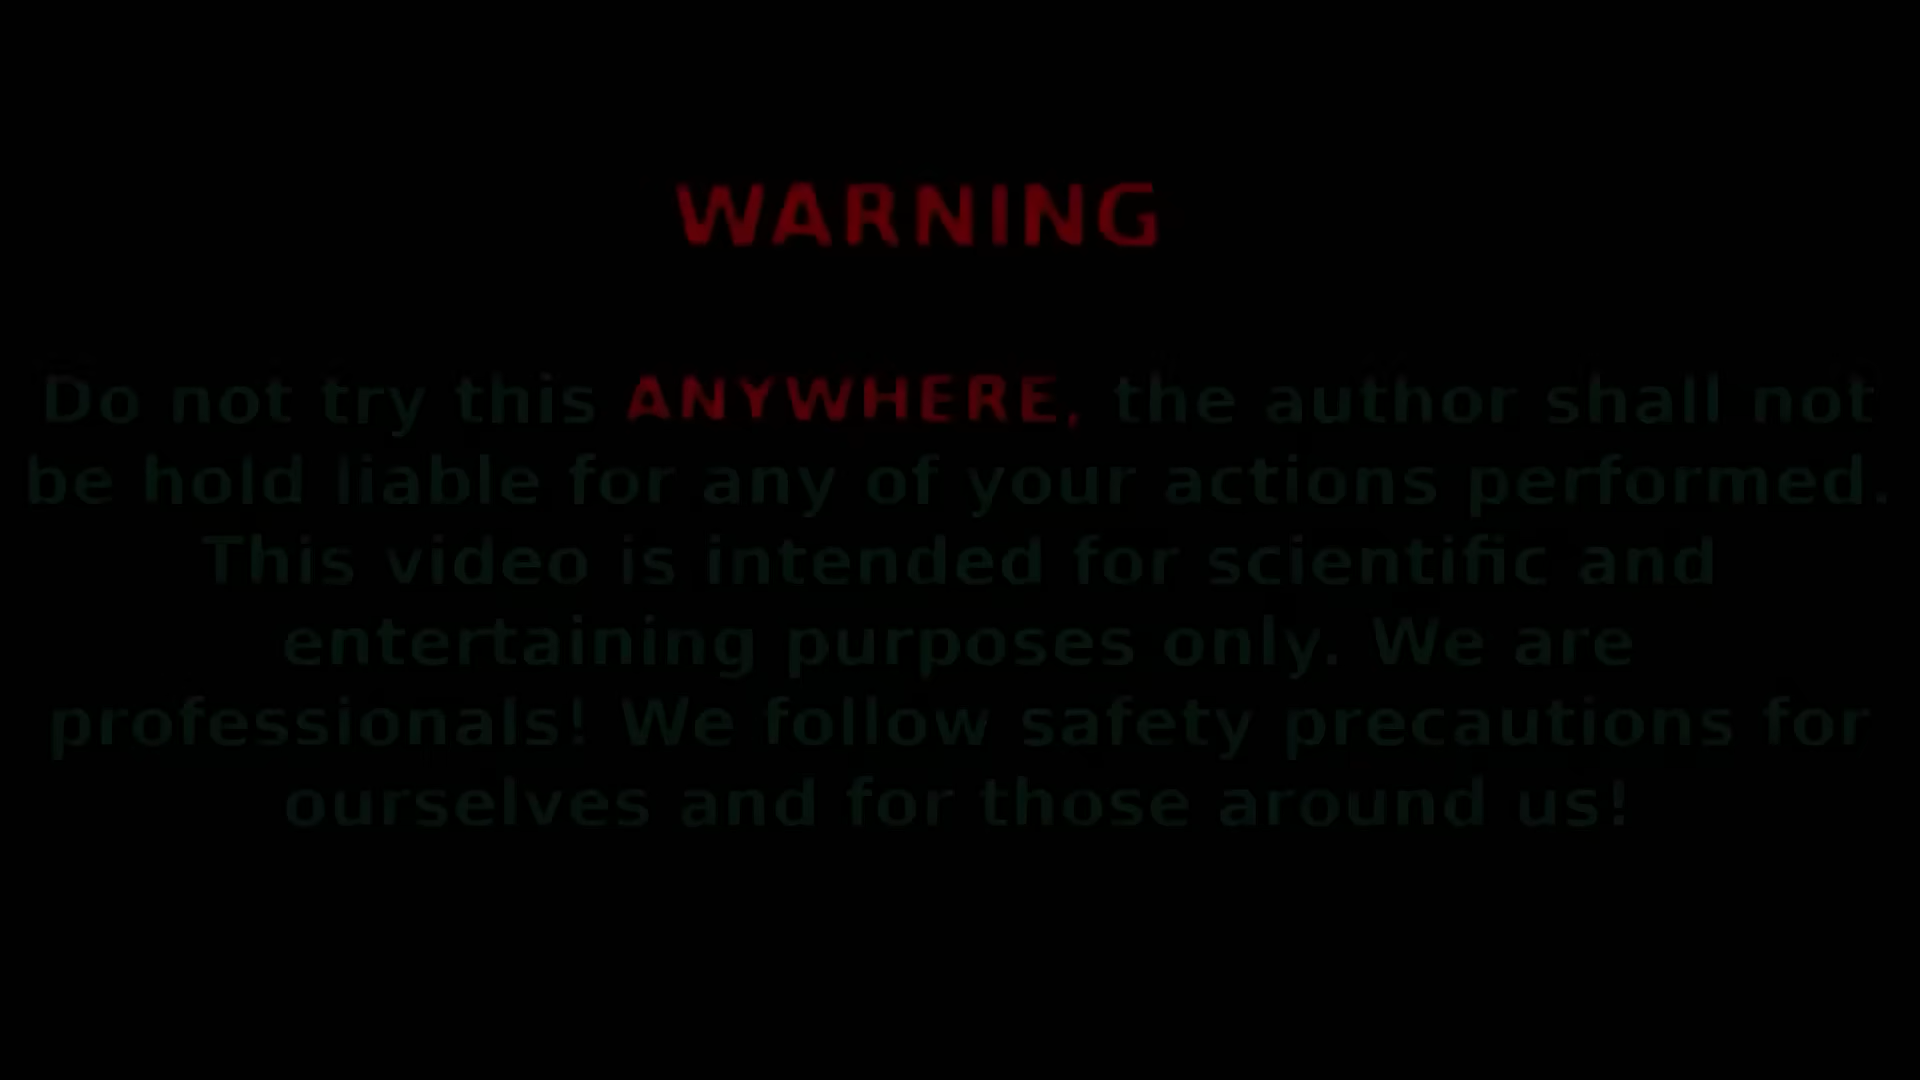 WARNING
Do not try this ANYWHERE, the author shall not
be hold liable for any of your actions performed.
This video is intended for scientific and
entertaining purposes only. We are
professionals! We follow safety precautions for
ourselves and for those around us!